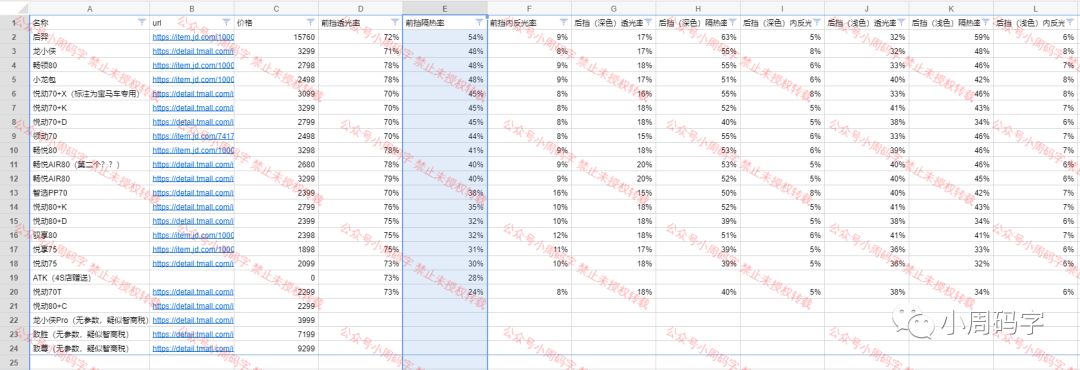 A B C D E F G H I J K L
1 名称 url 价格 前挡透光率 前挡隔热率 前挡内反光率 后挡（深色）透光率 后挡（深色）隔热率 后挡（深色）内反光 后挡（浅色）透光率 后挡（浅色）隔热率 后挡（浅色）内反光
2 后羿 https://item.jd.com/1000 15760 72% 54% 9% 17% 63% 5% 32% 59% 6%
3 龙小侠 https://detail.tmall.com/i 3299 71% 48% 8% 17% 55% 8% 32% 48% 8%
4 畅领80 https://item.jd.com/1000 2798 78% 48% 9% 18% 55% 6% 33% 46% 7%
5 小龙包 https://item.jd.com/1000 2498 78% 48% 9% 17% 51% 6% 40% 42% 8%
6 悦动70+X（标注为宝马车专用） https://detail.tmall.com/i 3099 70% 45% 8% 16% 55% 8% 33% 46% 8%
7 悦动70+K https://detail.tmall.com/i 3299 70% 45% 8% 18% 52% 5% 41% 43% 7%
8 悦动70+D https://detail.tmall.com/i 2799 70% 45% 8% 18% 40% 5% 38% 34% 6%
9 领动70 https://item.jd.com/7417 2498 70% 44% 8% 15% 55% 6% 33% 46% 7%
10 畅悦80 https://item.jd.com/1000 3298 78% 41% 9% 18% 53% 6% 39% 46% 7%
11 畅悦AIR80（第二个？？） https://detail.tmall.com/i 2680 78% 40% 9% 20% 53% 5% 40% 46% 6%
12 畅悦AIR80 https://detail.tmall.com/i 3299 79% 40% 9% 20% 52% 5% 40% 45% 6%
13 智选PP70 https://detail.tmall.com/i 2399 70% 38% 16% 15% 50% 8% 40% 42% 7%
14 悦动80+K https://detail.tmall.com/i 2799 76% 35% 10% 18% 52% 5% 41% 43% 7%
15 悦动80+D https://detail.tmall.com/i 2399 75% 32% 10% 18% 39% 5% 38% 34% 6%
16 驭享80 https://item.jd.com/1000 2398 75% 32% 12% 18% 51% 6% 41% 41% 7%
17 悦享75 https://item.jd.com/1000 1898 75% 31% 11% 17% 39% 5% 36% 33% 6%
18 悦动75 https://detail.tmall.com/i 2099 73% 30% 10% 18% 39% 5% 36% 32% 6%
19 ATK（4S店赠送） 0 73% 28%
20 悦动70T https://detail.tmall.com/i 2299 73% 24% 8% 18% 40% 5% 38% 34% 6%
21 悦动80+C https://detail.tmall.com/i 2299
22 龙小侠Pro（无参数，疑似智商税） https://detail.tmall.com/i 3999
23 致胜（无参数，疑似智商税） https://detail.tmall.com/i 7199
24 致尊（无参数，疑似智商税） https://detail.tmall.com/i 9299
25
公众号小周码字 禁止未授权转载
小周码字